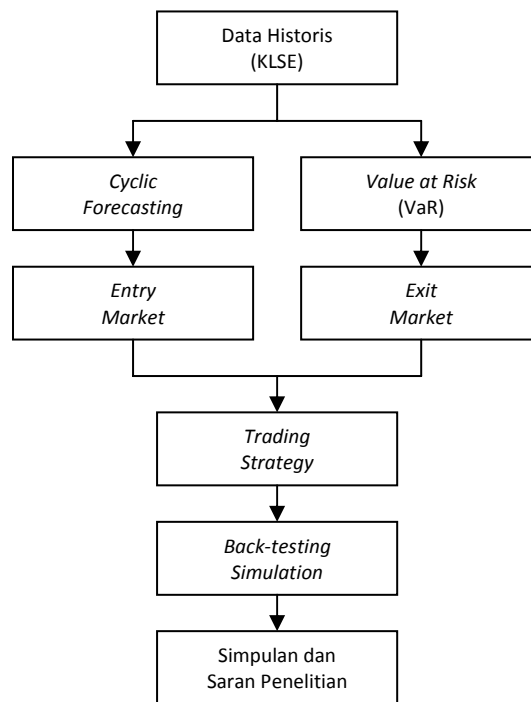 Data Historis
(KLSE)
Cyclic
Forecasting
Value at Risk
(VaR)
Entry
Market
Exit
Market
Trading
Strategy
Back-testing
Simulation
Simpulan dan
Saran Penelitian